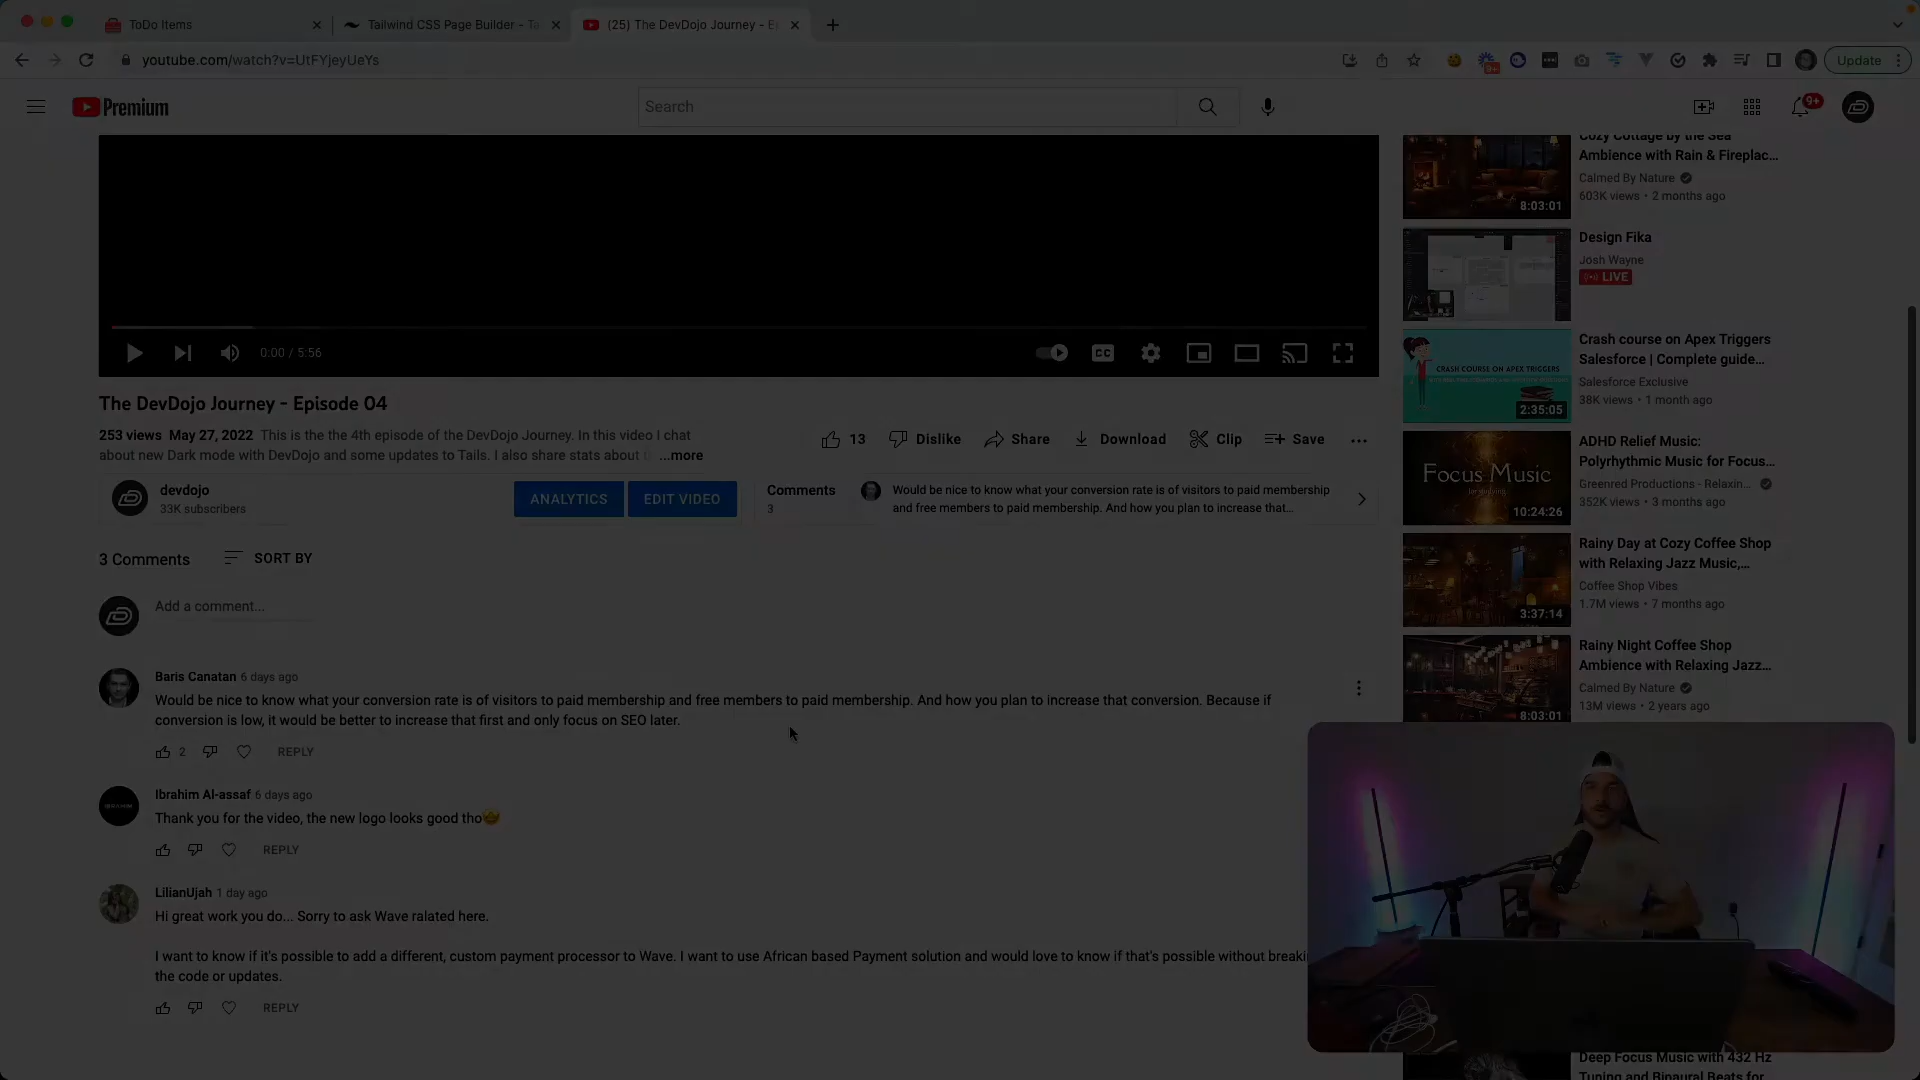 ToDo Items
Tailwind CSS Page Builder - Ta
(25) The DevDojo Journey - E
youtube.com/watch?v=UtFYjeyUeYs
9+
Update
Premium
Search
9+
0:00 / 5:56
CC
The DevDojo Journey - Episode 04
253 views May 27, 2022 This is the the 4th episode of the DevDojo Journey. In this video I chat
about new Dark mode with DevDojo and some updates to Tails. I also share stats about ...more
13
Dislike
Share
Download
Clip
Save
devdojo
33K subscribers
ANALYTICS
EDIT VIDEO
Comments
3
Would be nice to know what your conversion rate is of visitors to paid membership
and free members to paid membership. And how you plan to increase that...
3 Comments
SORT BY
Add a comment...
Baris Canatan 6 days ago
Would be nice to know what your conversion rate is of visitors to paid membership and free members to paid membership. And how you plan to increase that conversion. Because if
conversion is low, it would be better to increase that first and only focus on SEO later.
2
REPLY
Ibrahim Al-assaf 6 days ago
Thank you for the video, the new logo looks good tho🤩
REPLY
LilianUjah 1 day ago
Hi great work you do... Sorry to ask Wave ralated here.
I want to know if it's possible to add a different, custom payment processor to Wave. I want to use African based Payment solution and would love to know if that's possible without breaki
the code or updates.
REPLY
Cozy Cottage by the Sea
Ambience with Rain & Fireplac...
Calmed By Nature
603K views • 2 months ago
8:03:01
Design Fika
Josh Wayne
LIVE
Crash course on Apex Triggers
Salesforce | Complete guide...
Salesforce Exclusive
38K views • 1 month ago
CRASH COURSE ON APEX TRIGGERS
2:35:05
ADHD Relief Music:
Polyrhythmic Music for Focus...
Greenred Productions - Relaxin...
352K views • 3 months ago
Focus Music
10:24:26
Rainy Day at Cozy Coffee Shop
with Relaxing Jazz Music,...
Coffee Shop Vibes
1.7M views • 7 months ago
3:37:14
Rainy Night Coffee Shop
Ambience with Relaxing Jazz...
Calmed By Nature
13M views • 2 years ago
8:03:01
Deep Focus Music with 432 Hz
Tuning and Binaural Beats for